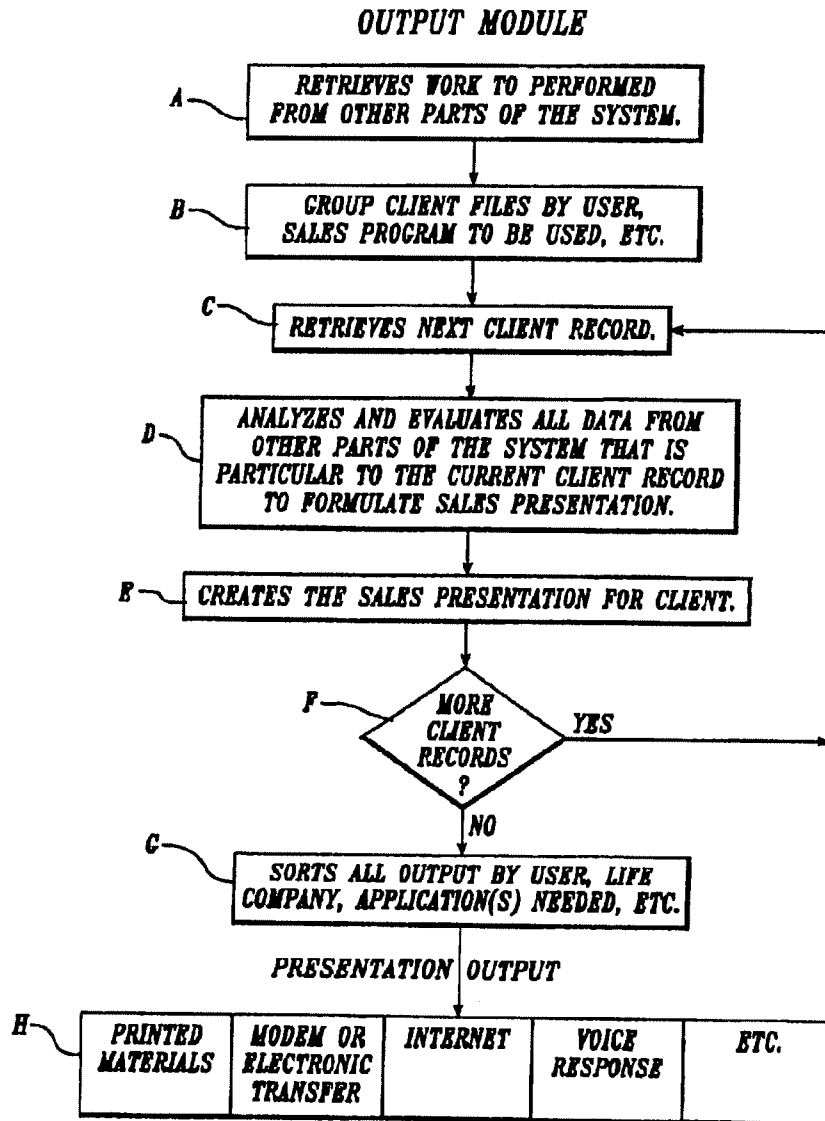 OUTPUT MODULE
A
RETRIEVES WORK TO PERFORMED
FROM OTHER PARTS OF THE SYSTEM.
B
GROUP CLIENT FILES BY USER,
SALES PROGRAM TO BE USED, ETC.
C
RETRIEVES NEXT CLIENT RECORD.
D
ANALYZES AND EVALUATES ALL DATA FROM
OTHER PARTS OF THE SYSTEM THAT IS
PARTICULAR TO THE CURRENT CLIENT RECORD
TO FORMULATE SALES PRESENTATION.
E
CREATES THE SALES PRESENTATION FOR CLIENT.
F
MORE
CLIENT
RECORDS
?
YES
NO
G
SORTS ALL OUTPUT BY USER, LIFE
COMPANY, APPLICATION(S) NEEDED, ETC.
PRESENTATION OUTPUT
H
PRINTED
MATERIALS
MODEM OR
ELECTRONIC
TRANSFER
INTERNET
VOICE
RESPONSE
ETC.